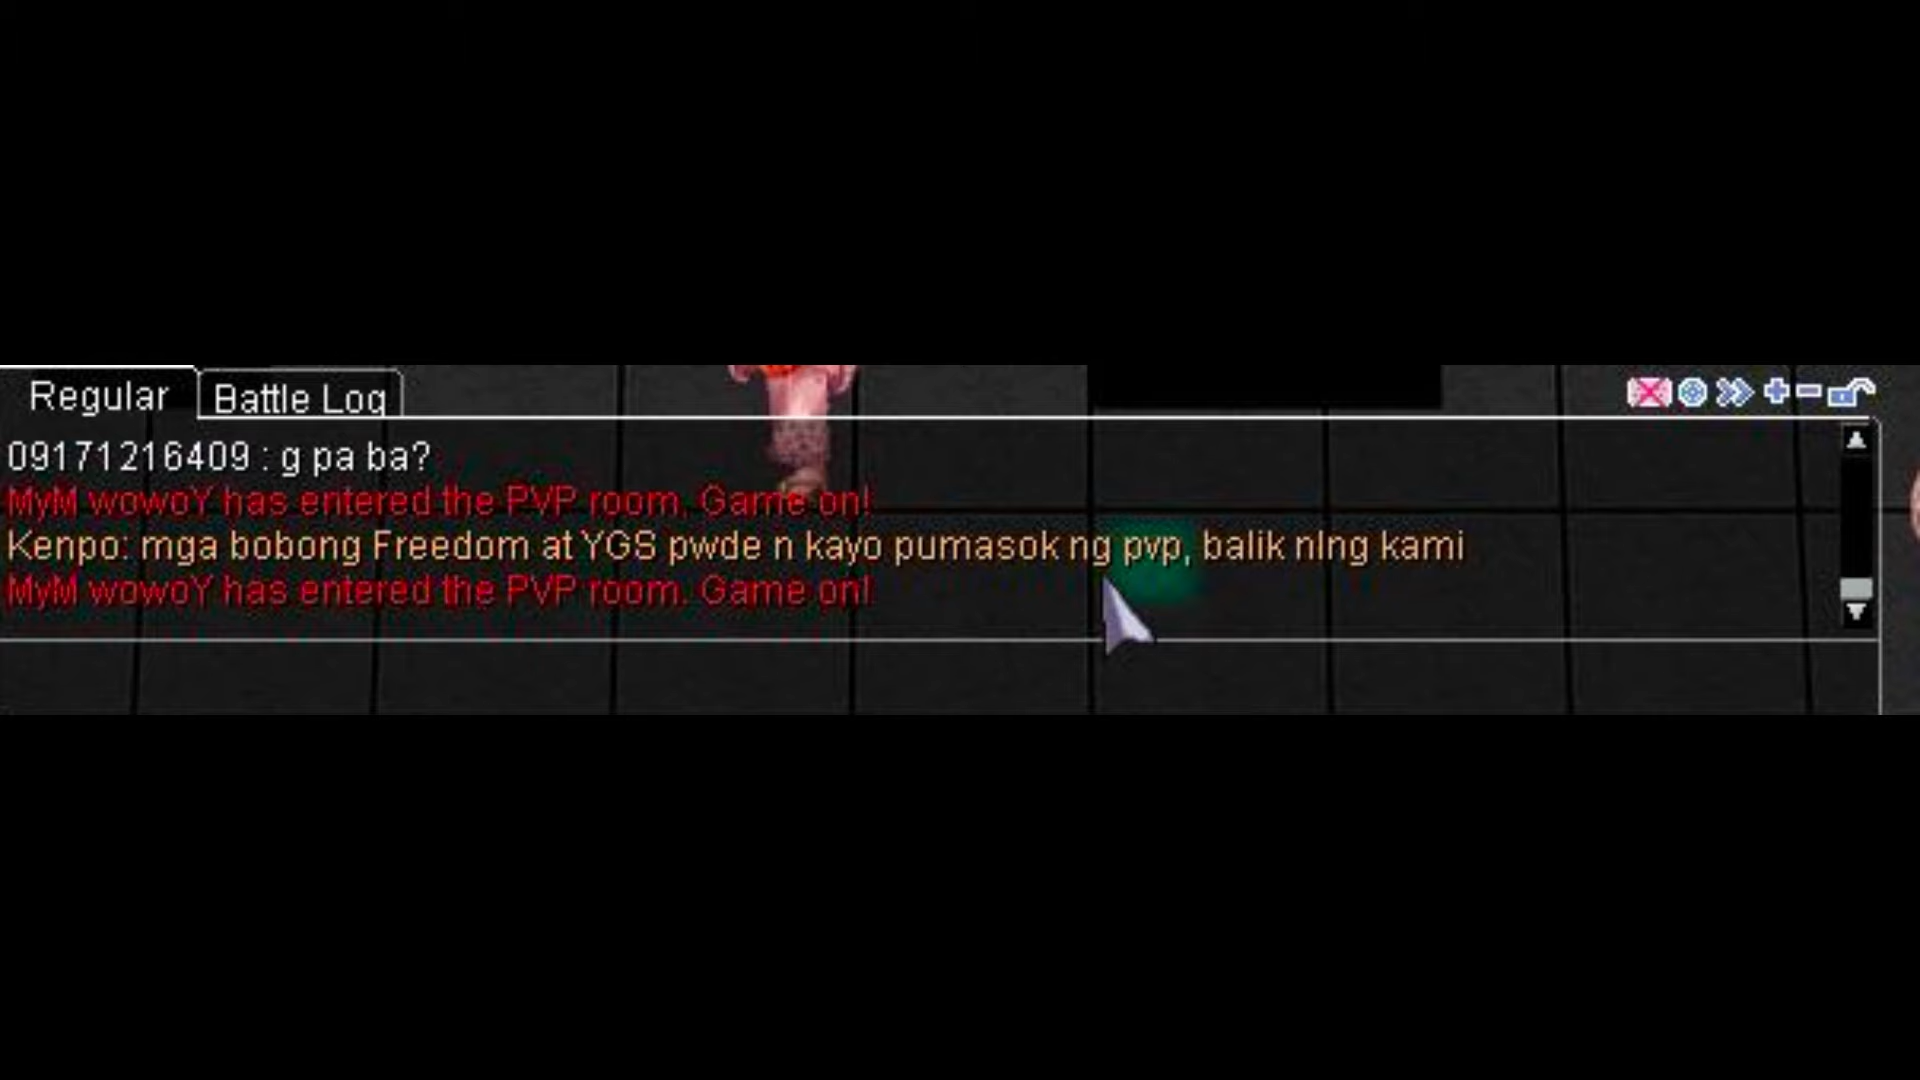 Regular
Battle Log
09171216409 : g pa ba?
MyM wowoY has entered the PVP room. Game on!
Kenpo: mga bobong Freedom at YGS pwde n kayo pumasok ng pvp, balik nlng kami
MyM wowoY has entered the PVP room. Game on!